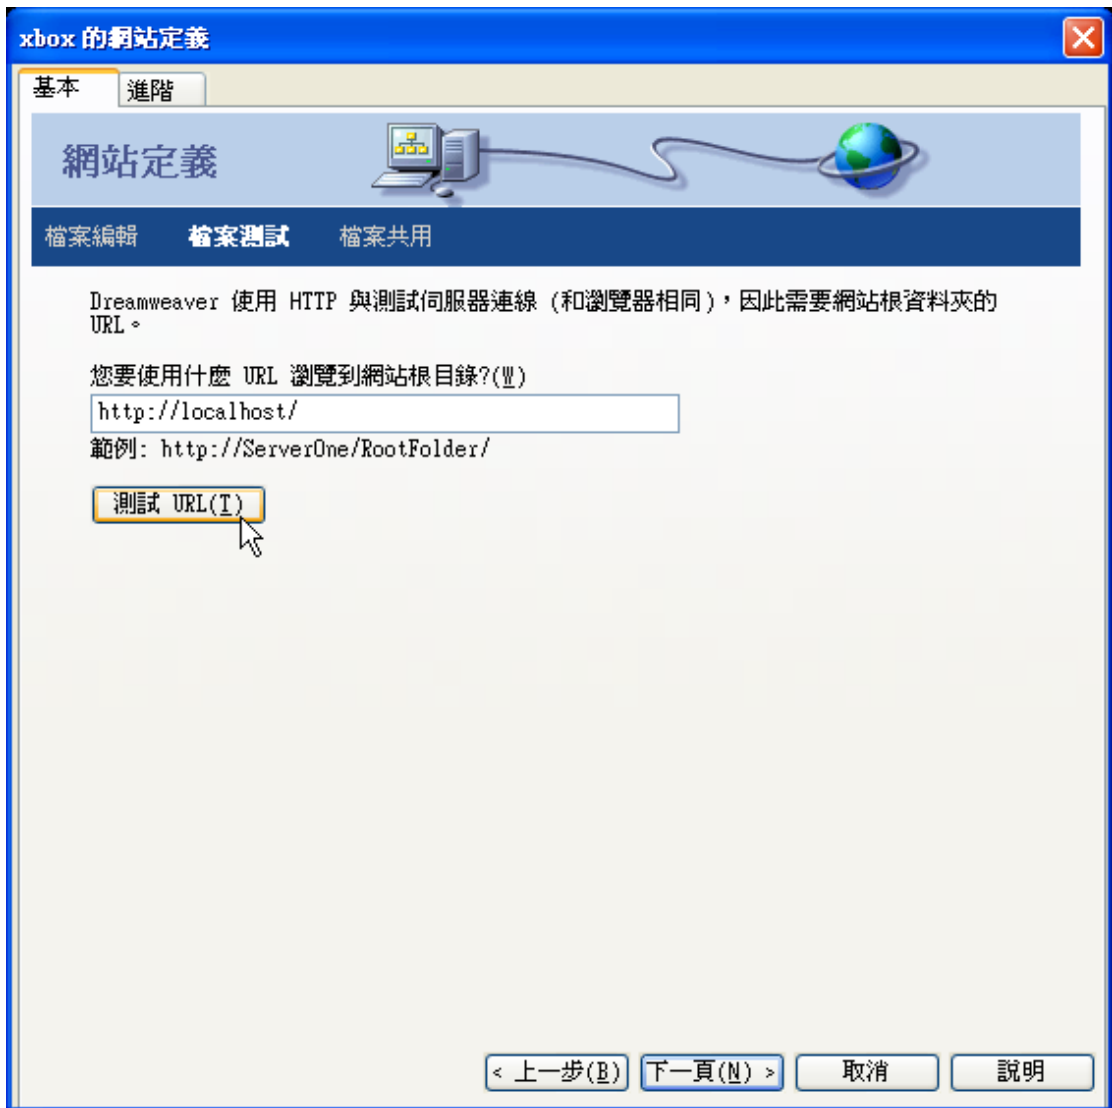 xbox 的網站定義
基本 進階
網站定義
檔案編輯 檔案測試 檔案共用
Dreamweaver 使用 HTTP 與測試伺服器連線 (和瀏覽器相同)，因此需要網站根資料夾的
URL。
您要使用什麼 URL 瀏覽到網站根目錄?(W)
http://localhost/
範例: http://ServerOne/RootFolder/
測試 URL(T)
< 上一步(B) 下一頁(N) > 取消 說明